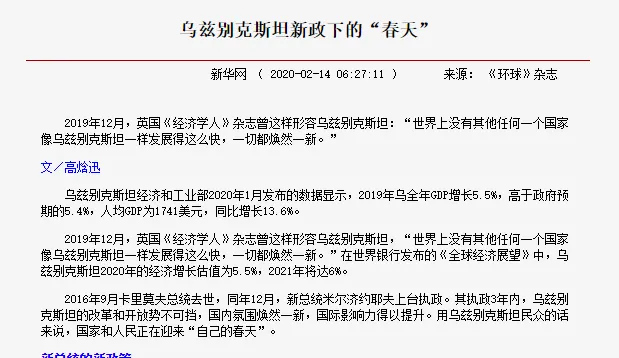 乌兹别克斯坦新政下的“春天”
新华网 （ 2020-02-14 06:27:11 ） 来源： 《环球》杂志
2019年12月，英国《经济学人》杂志曾这样形容乌兹别克斯坦：“世界上没有其他任何一个国家
像乌兹别克斯坦一样发展得这么快，一切都焕然一新。”
文／高焓迅
乌兹别克斯坦经济和工业部2020年1月发布的数据显示，2019年乌全年GDP增长5.5%，高于政府预
期的5.4%，人均GDP为1741美元，同比增长13.6%。
2019年12月，英国《经济学人》杂志曾这样形容乌兹别克斯坦，“世界上没有其他任何一个国家
像乌兹别克斯坦一样发展得这么快，一切都焕然一新。”在世界银行发布的《全球经济展望》中，乌
兹别克斯坦2020年的经济增长估值为5.5%，2021年将达6%。
2016年9月卡里莫夫总统去世，同年12月，新总统米尔济约耶夫上台执政。其执政3年内，乌兹别
克斯坦的改革和开放势不可挡，国内氛围焕然一新，国际影响力得以提升。用乌兹别克斯坦民众的话
来说，国家和人民正在迎来“自己的春天”。
新总统的新政策